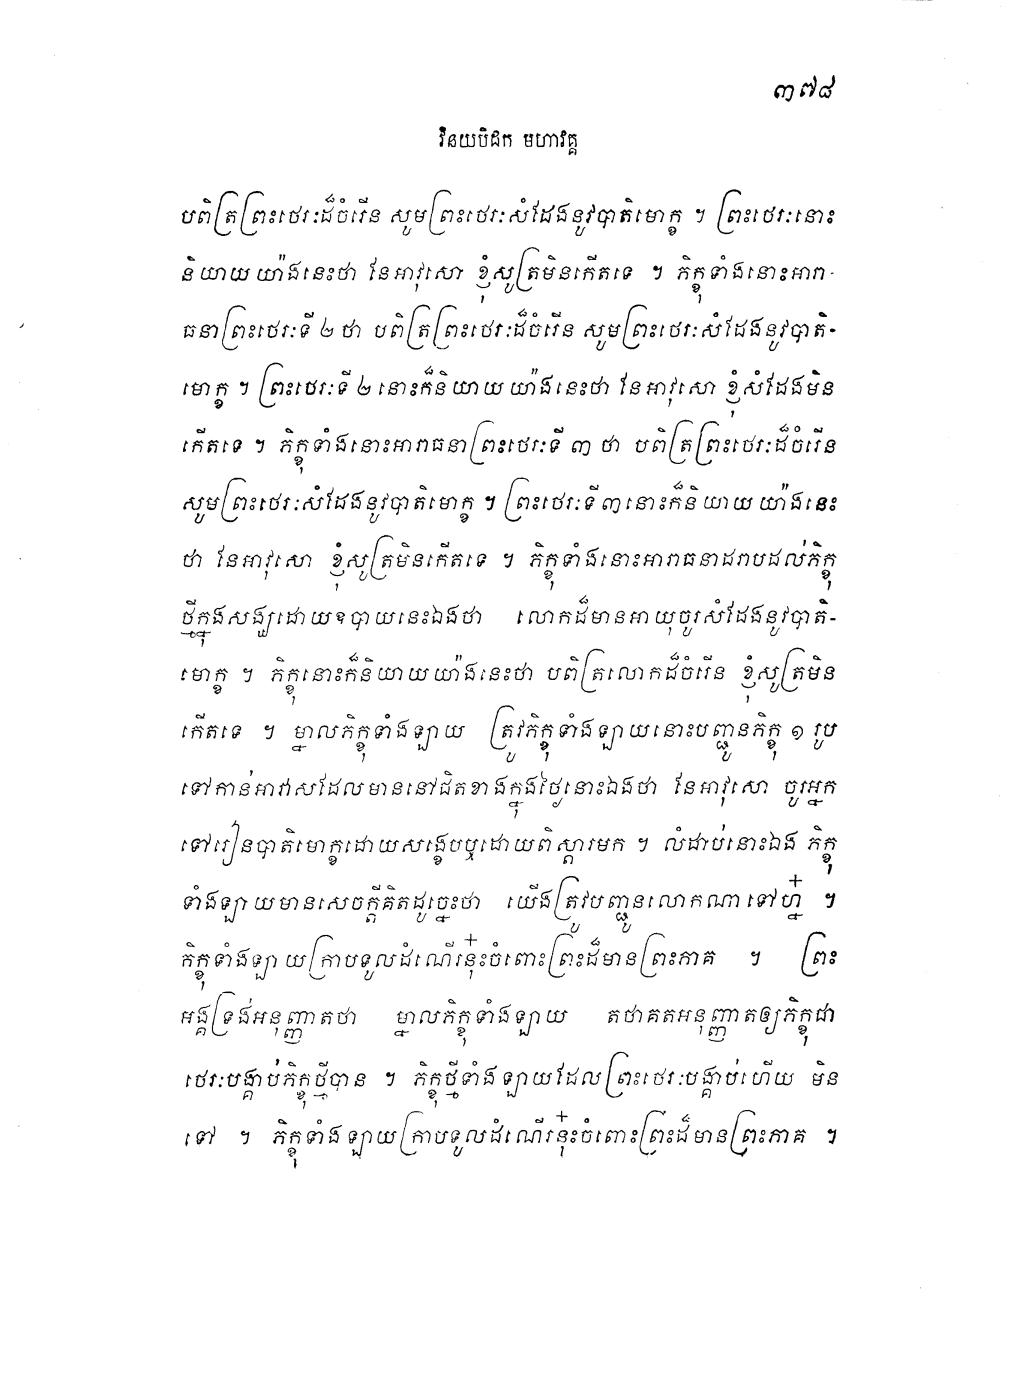 ៣៧៨
វិនយបិដក មហាវគ្គ
បពិត្រព្រះថេរៈដ៏ចំរើន សូមព្រះថេរៈសំដែងនូវបាតិមោក្ខ ។ ព្រះថេរៈនោះ
និយាយយ៉ាងនេះថា នែអាវុសោ ខ្ញុំសូត្រមិនកើតទេ ។ ភិក្ខុទាំងនោះអារា-
ធនាព្រះថេរៈទី ២ ថា បពិត្រព្រះថេរៈដ៏ចំរើន សូមព្រះថេរៈសំដែងនូវបាតិ-
មោក្ខ ។ ព្រះថេរៈទី ២ នោះក៏និយាយយ៉ាងនេះថា នែអាវុសោ ខ្ញុំសំដែងមិន
កើតទេ ។ ភិក្ខុទាំងនោះអារាធនាព្រះថេរៈទី ៣ ថា បពិត្រព្រះថេរៈដ៏ចំរើន
សូមព្រះថេរៈសំដែងនូវបាតិមោក្ខ ។ ព្រះថេរៈទី ៣ នោះក៏និយាយយ៉ាងនេះ
ថា នែអាវុសោ ខ្ញុំសូត្រមិនកើតទេ ។ ភិក្ខុទាំងនោះអារាធនាដរាបដល់ភិក្ខុ
ថ្មីក្នុងសង្ឃដោយឧបាយនេះឯងថា លោកដ៏មានអាយុចូរសំដែងនូវបាតិ-
មោក្ខ ។ ភិក្ខុនោះក៏និយាយយ៉ាងនេះថា បពិត្រលោកដ៏ចំរើន ខ្ញុំសូត្រមិន
កើតទេ ។ ម្នាលភិក្ខុទាំងឡាយ ត្រូវភិក្ខុទាំងឡាយនោះបញ្ជូនភិក្ខុ ១ រូប
ទៅកាន់អាវាសដែលមាននៅជិតខាងក្នុងថ្ងៃនោះឯងថា នែអាវុសោ ចូរអ្នក
ទៅរៀនបាតិមោក្ខដោយសង្ខេបឬដោយពិស្តារមក ។ លំដាប់នោះឯង ភិក្ខុ
ទាំងឡាយមានសេចក្តីគិតដូច្នេះថា យើងត្រូវបញ្ជូនលោកណាទៅហ្ន៎ ។
ភិក្ខុទាំងឡាយក្រាបទូលដំណើរនុ៎ះចំពោះព្រះដ៏មានព្រះភាគ ។ ព្រះ
អង្គទ្រង់អនុញ្ញាតថា ម្នាលភិក្ខុទាំងឡាយ តថាគតអនុញ្ញាតឲ្យភិក្ខុជា
ថេរៈបង្គាប់ភិក្ខុថ្មីបាន ។ ភិក្ខុថ្មីទាំងឡាយដែលព្រះថេរៈបង្គាប់ហើយ មិន
ទៅ ។ ភិក្ខុទាំងឡាយក្រាបទូលដំណើរនុ៎ះចំពោះព្រះដ៏មានព្រះភាគ ។